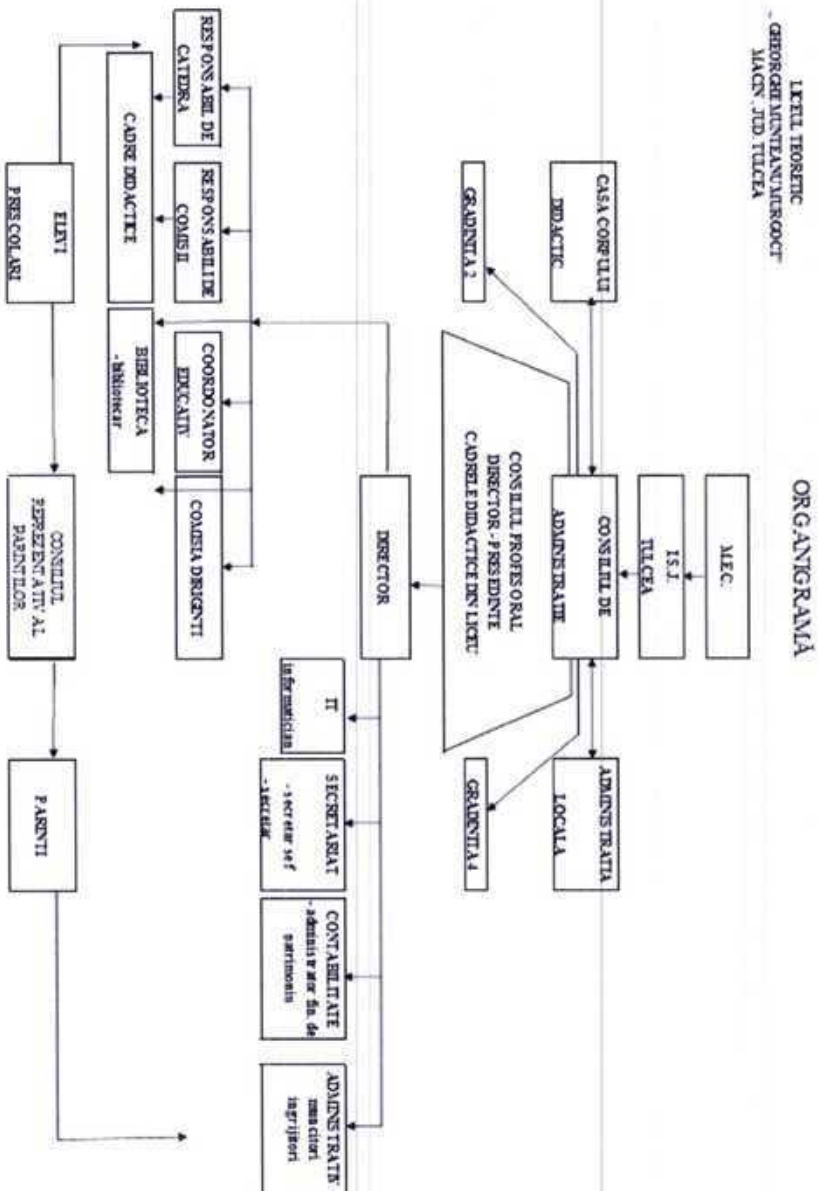 LICEUL TEORETIC
- GHEORGHE MUNTEANU MURGOCI"
MACIN, JUD. TULCEA
ORGANIGRAMĂ
M.E.C.
I.S.J.
TULCEA
CASA CORPULUI
DIDACTIC
CONSILIUL DE
ADMINISTRATIE
ADMINISTRATIA
LOCALA
GRADINITA 2
CONSILIUL PROFESORAL
DIRECTOR - PRESEDINTE
CADRELE DIDACTICE DIN LICEU
GRADINITA 4
DIRECTOR
IT
informatician
SECRETARIAT
- secretar sef
- secretar
CONTABILITATE
- administrator fin. de
patrimoniu
ADMINISTRATIV
muncitori
ingrijitori
RESPONSABIL DE
CATEDRA
RESPONSABILI DE
COMISII
COORDONATOR
EDUCATIV
COMISIA DIRIGENTI
CADRE DIDACTICE
BIBLIOTECA
- bibliotecar
ELEVI
PRESCOLARI
CONSILIUL
REPREZENTATIV AL
PARINTILOR
PARINTI